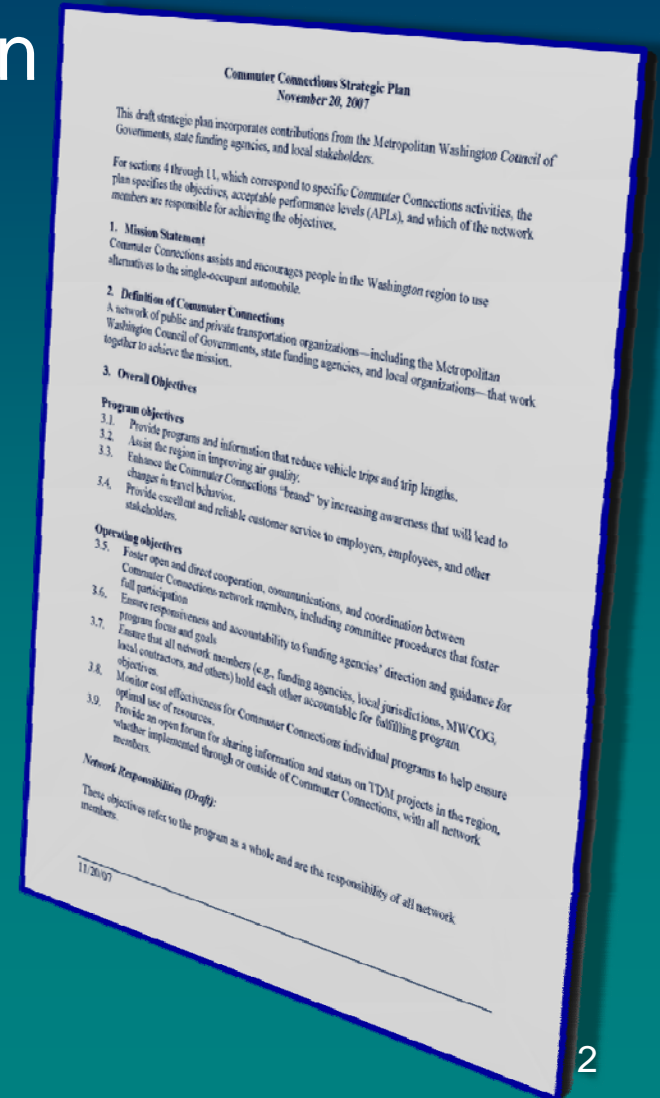 n
Commuter Connections Strategic Plan
November 20, 2007
This draft strategic plan incorporates contributions from the Metropolitan Washington Council of
Governments, state funding agencies, and local stakeholders.
For sections 4 through 11, which correspond to specific Commuter Connections activities, the
plan specifies the objectives, acceptable performance levels (APLs), and which of the network
members are responsible for achieving the objectives.
1. Mission Statement
Commuter Connections assists and encourages people in the Washington region to use
alternatives to the single-occupant automobile.
2. Definition of Commuter Connections
A network of public and private transportation organizations—including the Metropolitan
Washington Council of Governments, state funding agencies, and local organizations—that work
together to achieve the mission.
3. Overall Objectives
Program objectives
3.1. Provide programs and information that reduce vehicle trips and trip lengths.
3.2. Assist the region in improving air quality.
3.3. Enhance the Commuter Connections "brand" by increasing awareness that will lead to
changes in travel behavior.
3.4. Provide excellent and reliable customer service to employers, employees, and other
stakeholders.
Operating objectives
3.5. Foster open and direct cooperation, communications, and coordination between
Commuter Connections network members, including committee procedures that foster
full participation
3.6. Ensure responsiveness and accountability to funding agencies' direction and guidance for
program focus and goals
3.7. Ensure that all network members (e.g., funding agencies, local jurisdictions, MWCOG,
local contractors, and others) hold each other accountable for fulfilling program
objectives.
3.8. Monitor cost effectiveness for Commuter Connections individual programs to help ensure
optimal use of resources.
3.9. Provide an open forum for sharing information and status on TDM projects in the region,
whether implemented through or outside of Commuter Connections, with all network
members.
Network Responsibilities (Draft):
These objectives refer to the program as a whole and are the responsibility of all network
members.
11/20/07
2